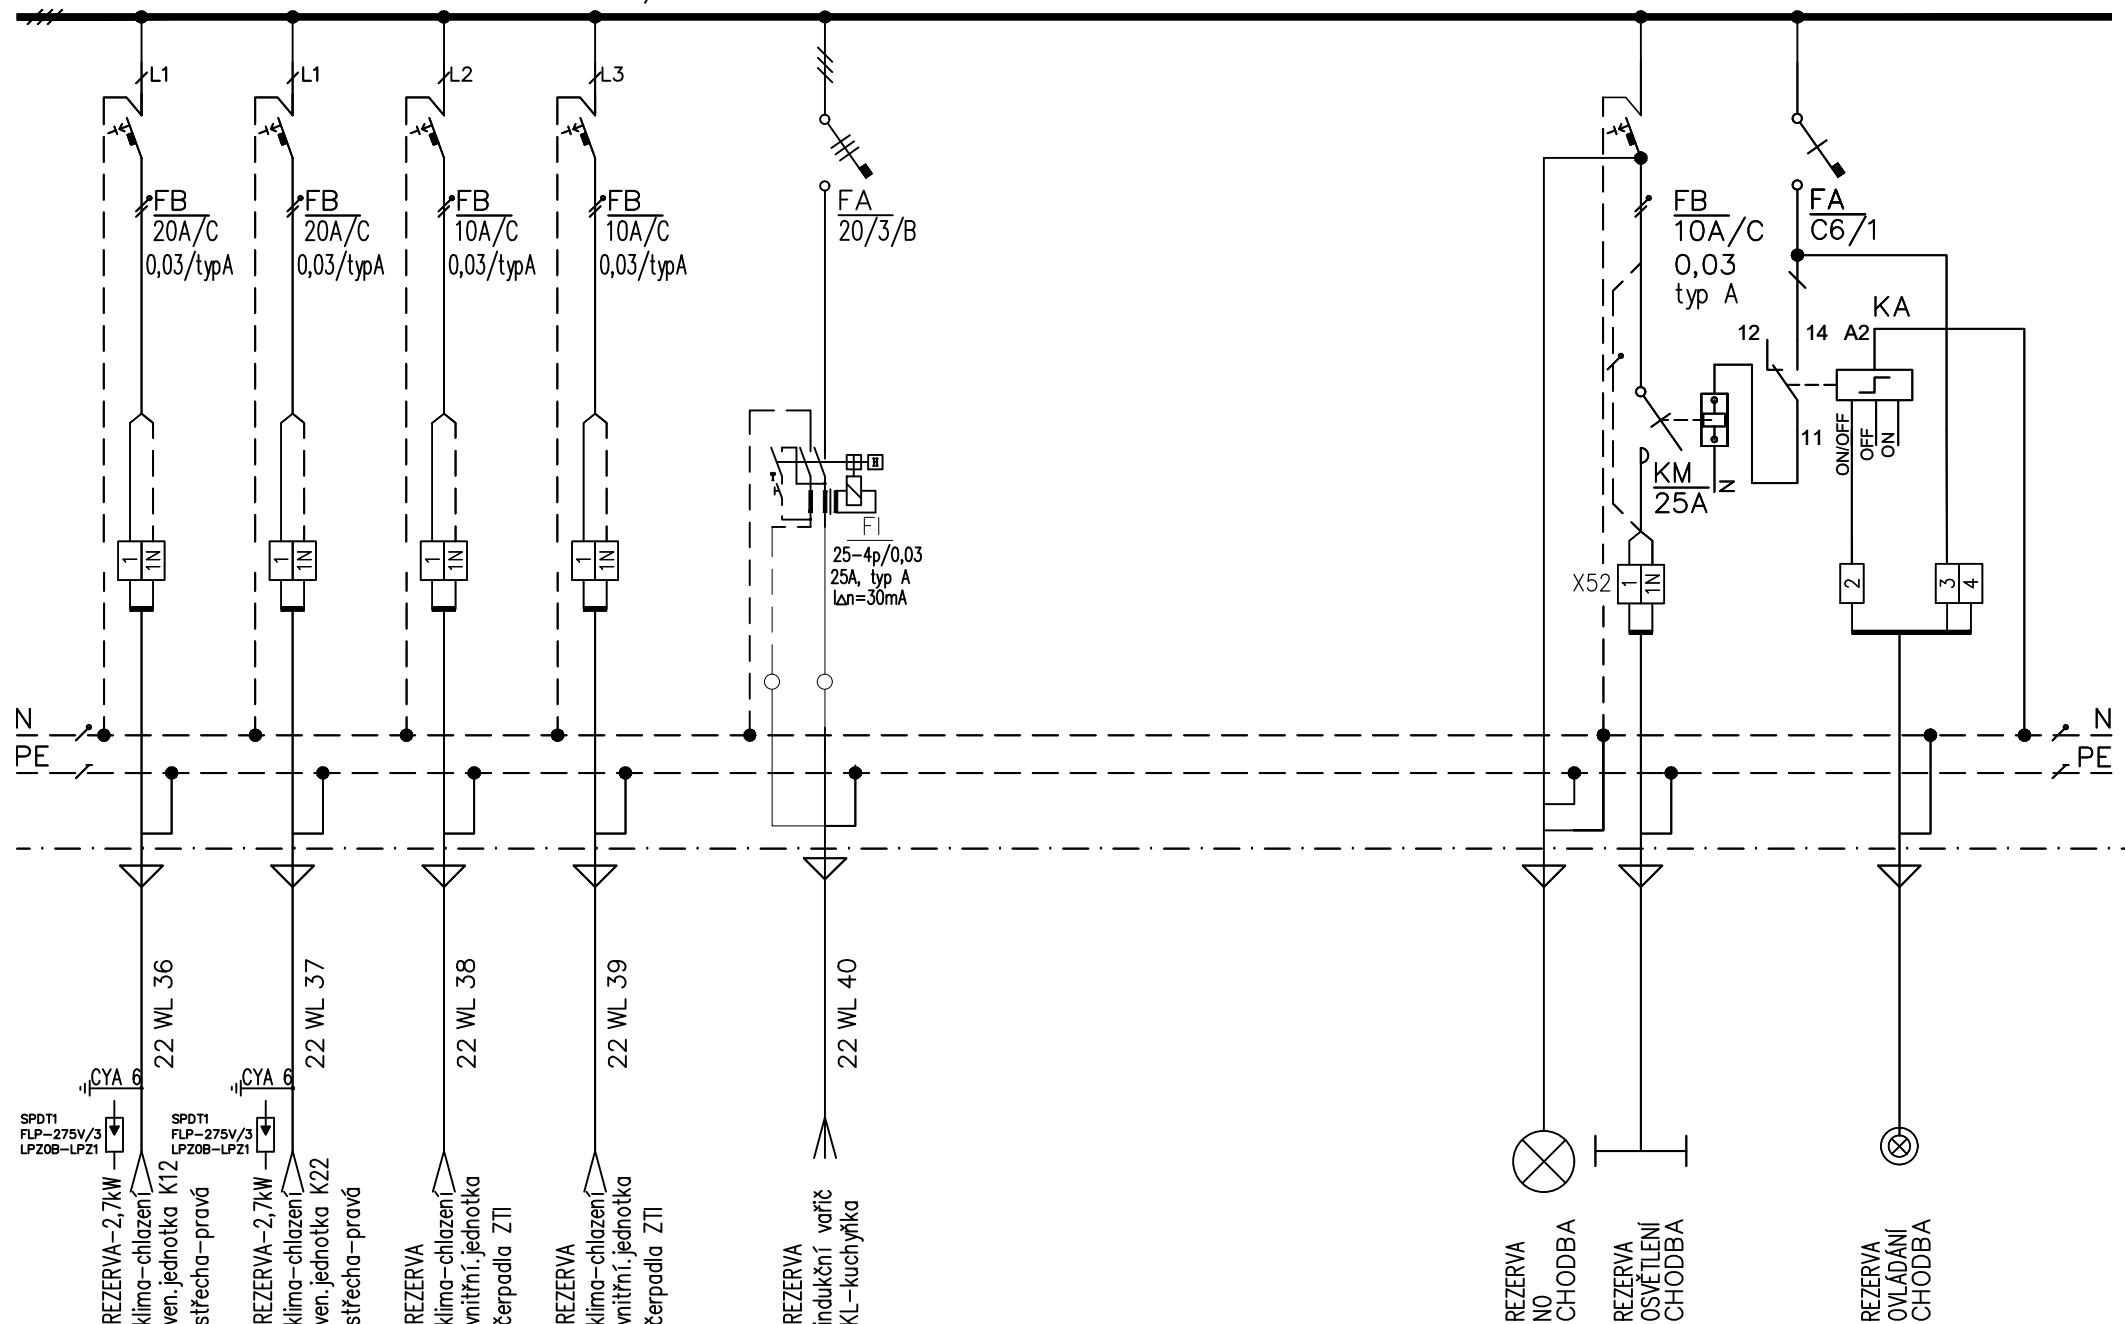 L1
L1
L2
L3
FB
20A/C
0,03/typA
FB
20A/C
0,03/typA
FB
10A/C
0,03/typA
FB
10A/C
0,03/typA
FA
20/3/B
FB
10A/C
0,03
typ A
FA
C6/1
KA
12
14
A2
11
ON/OFF
OFF
ON
KM
25A
N
FI
25-4p/0,03
25A, typ A
I∆n=30mA
1
1N
1
1N
1
1N
1
1N
X52
1
1N
2
3
4
N
PE
N
PE
22 WL 36
22 WL 37
22 WL 38
22 WL 39
22 WL 40
CYA 6
CYA 6
SPDT1
FLP-275V/3
LPZ0B-LPZ1
SPDT1
FLP-275V/3
LPZ0B-LPZ1
REZERVA-2,7kW
klima-chlazení
ven.jednotka K12
střecha-pravá
REZERVA-2,7kW
klima-chlazení
ven.jednotka K22
střecha-pravá
REZERVA
klima-chlazení
vnitřní.jednotka
čerpadla ZTI
REZERVA
klima-chlazení
vnitřní.jednotka
čerpadla ZTI
REZERVA
indukční vařič
KL-kuchyňka
REZERVA
NO
CHODBA
REZERVA
OSVĚTLENÍ
CHODBA
REZERVA
OVLÁDÁNÍ
CHODBA